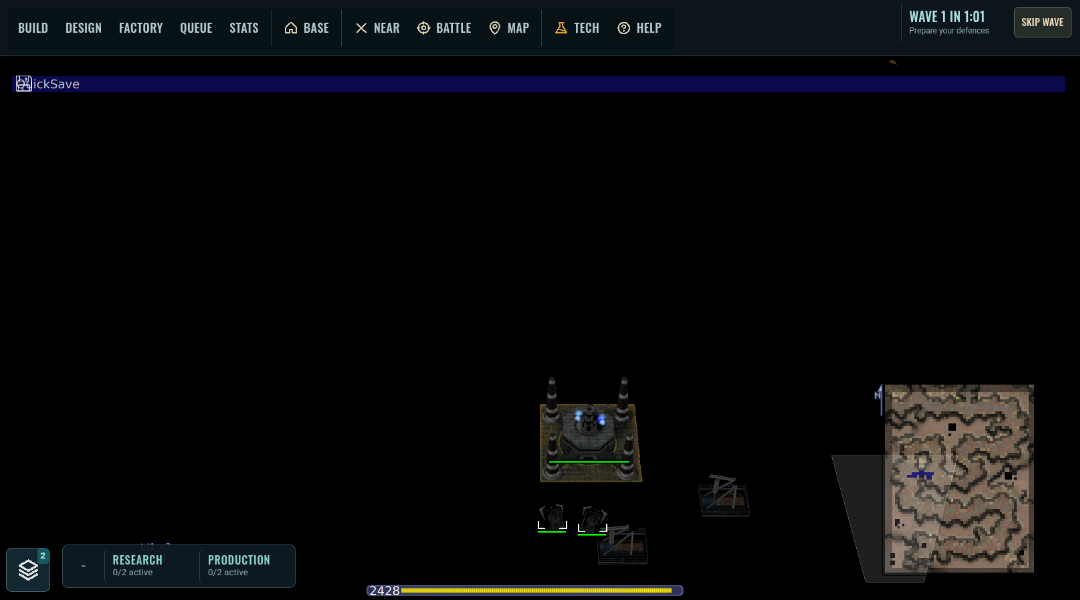 BUILD DESIGN FACTORY QUEUE STATS BASE NEAR BATTLE MAP TECH HELP
WAVE 1 IN 1:01
Prepare your defences
SKIP WAVE
ickSave
N
2
-
RESEARCH
0/2 active
PRODUCTION
0/2 active
2428